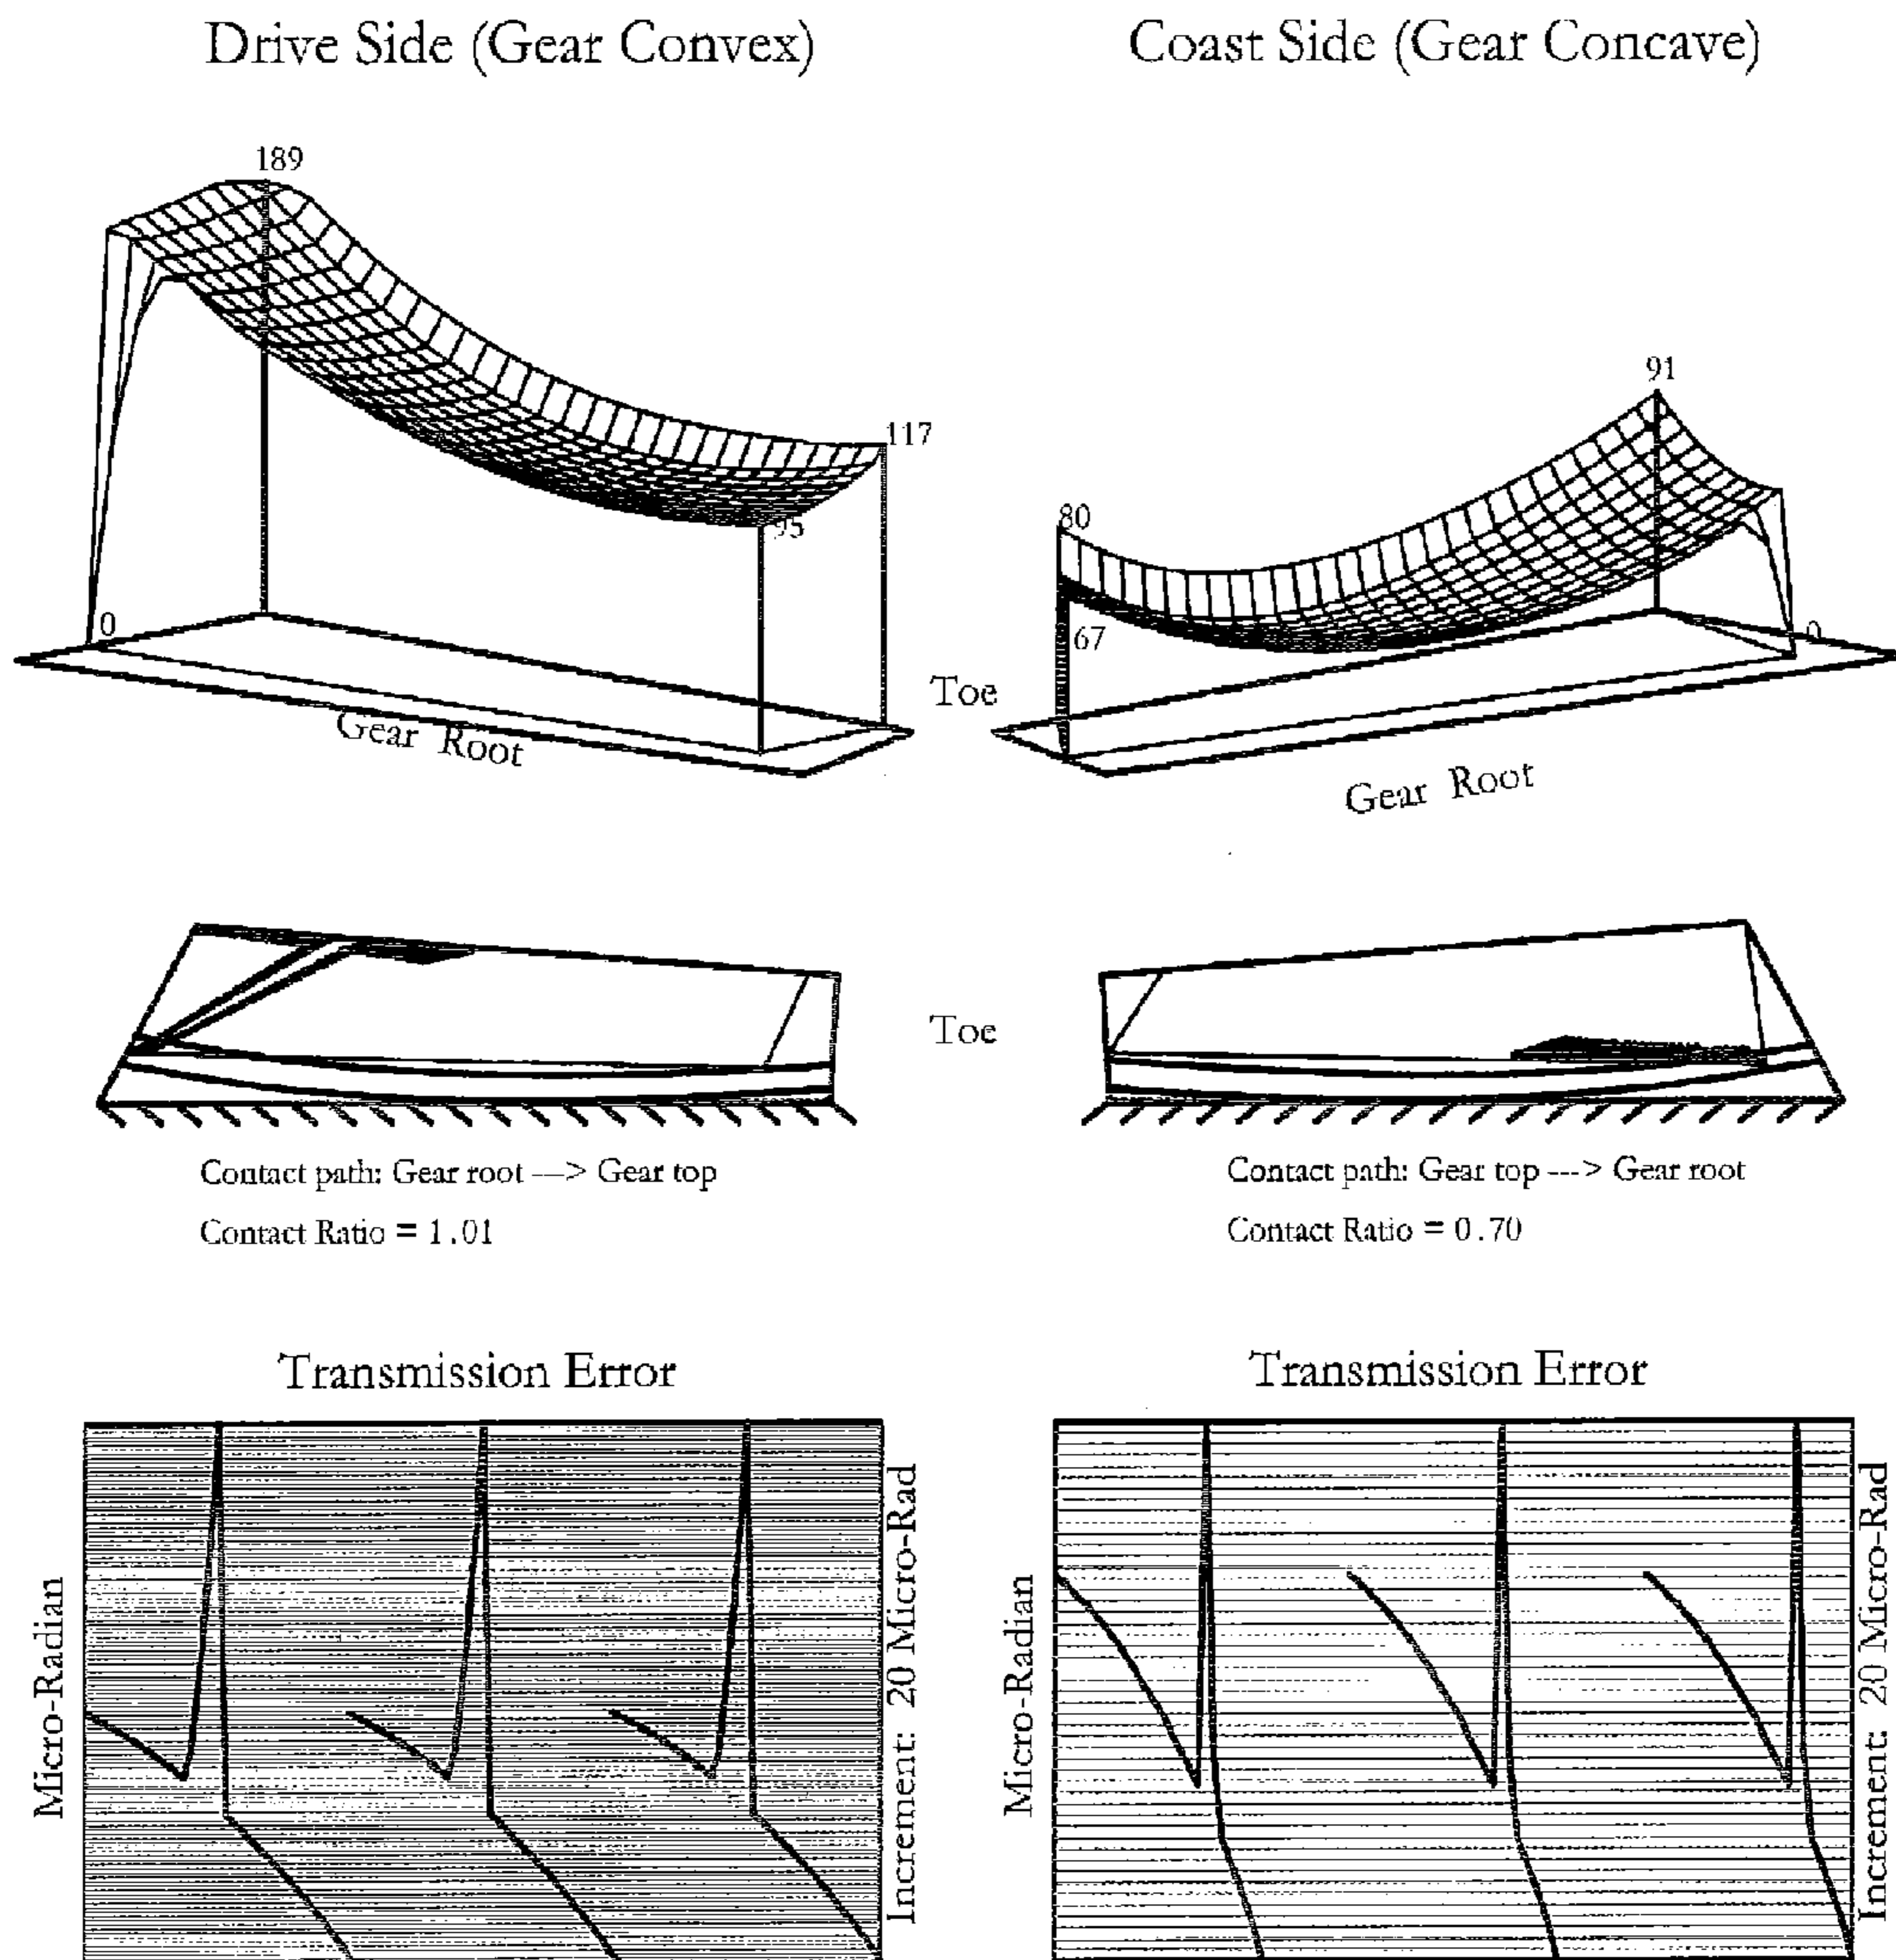 Drive Side (Gear Convex)
Coast Side (Gear Concave)
189
117
95
0
Gear Root
Toe
91
80
67
0
Gear Root
Toe
Contact path: Gear root ---> Gear top
Contact Ratio = 1.01
Contact path: Gear top ---> Gear root
Contact Ratio = 0.70
Transmission Error
Micro-Radian
Increment: 20 Micro-Rad
Transmission Error
Micro-Radian
Increment: 20 Micro-Rad